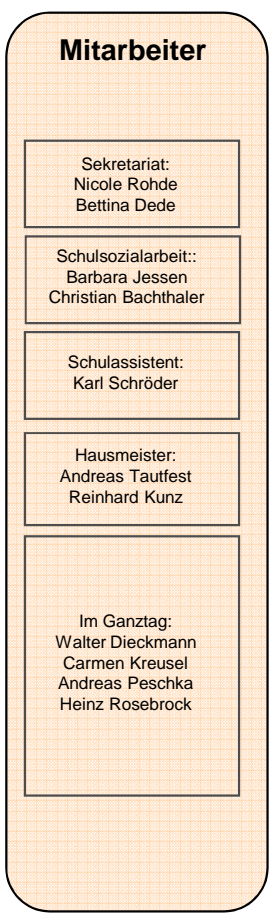 Mitarbeiter
Sekretariat:
Nicole Rohde
Bettina Dede
Schulsozialarbeit::
Barbara Jessen
Christian Bachthaler
Schulassistent:
Karl Schröder
Hausmeister:
Andreas Tautfest
Reinhard Kunz
Im Ganztag:
Walter Dieckmann
Carmen Kreusel
Andreas Peschka
Heinz Rosebrock